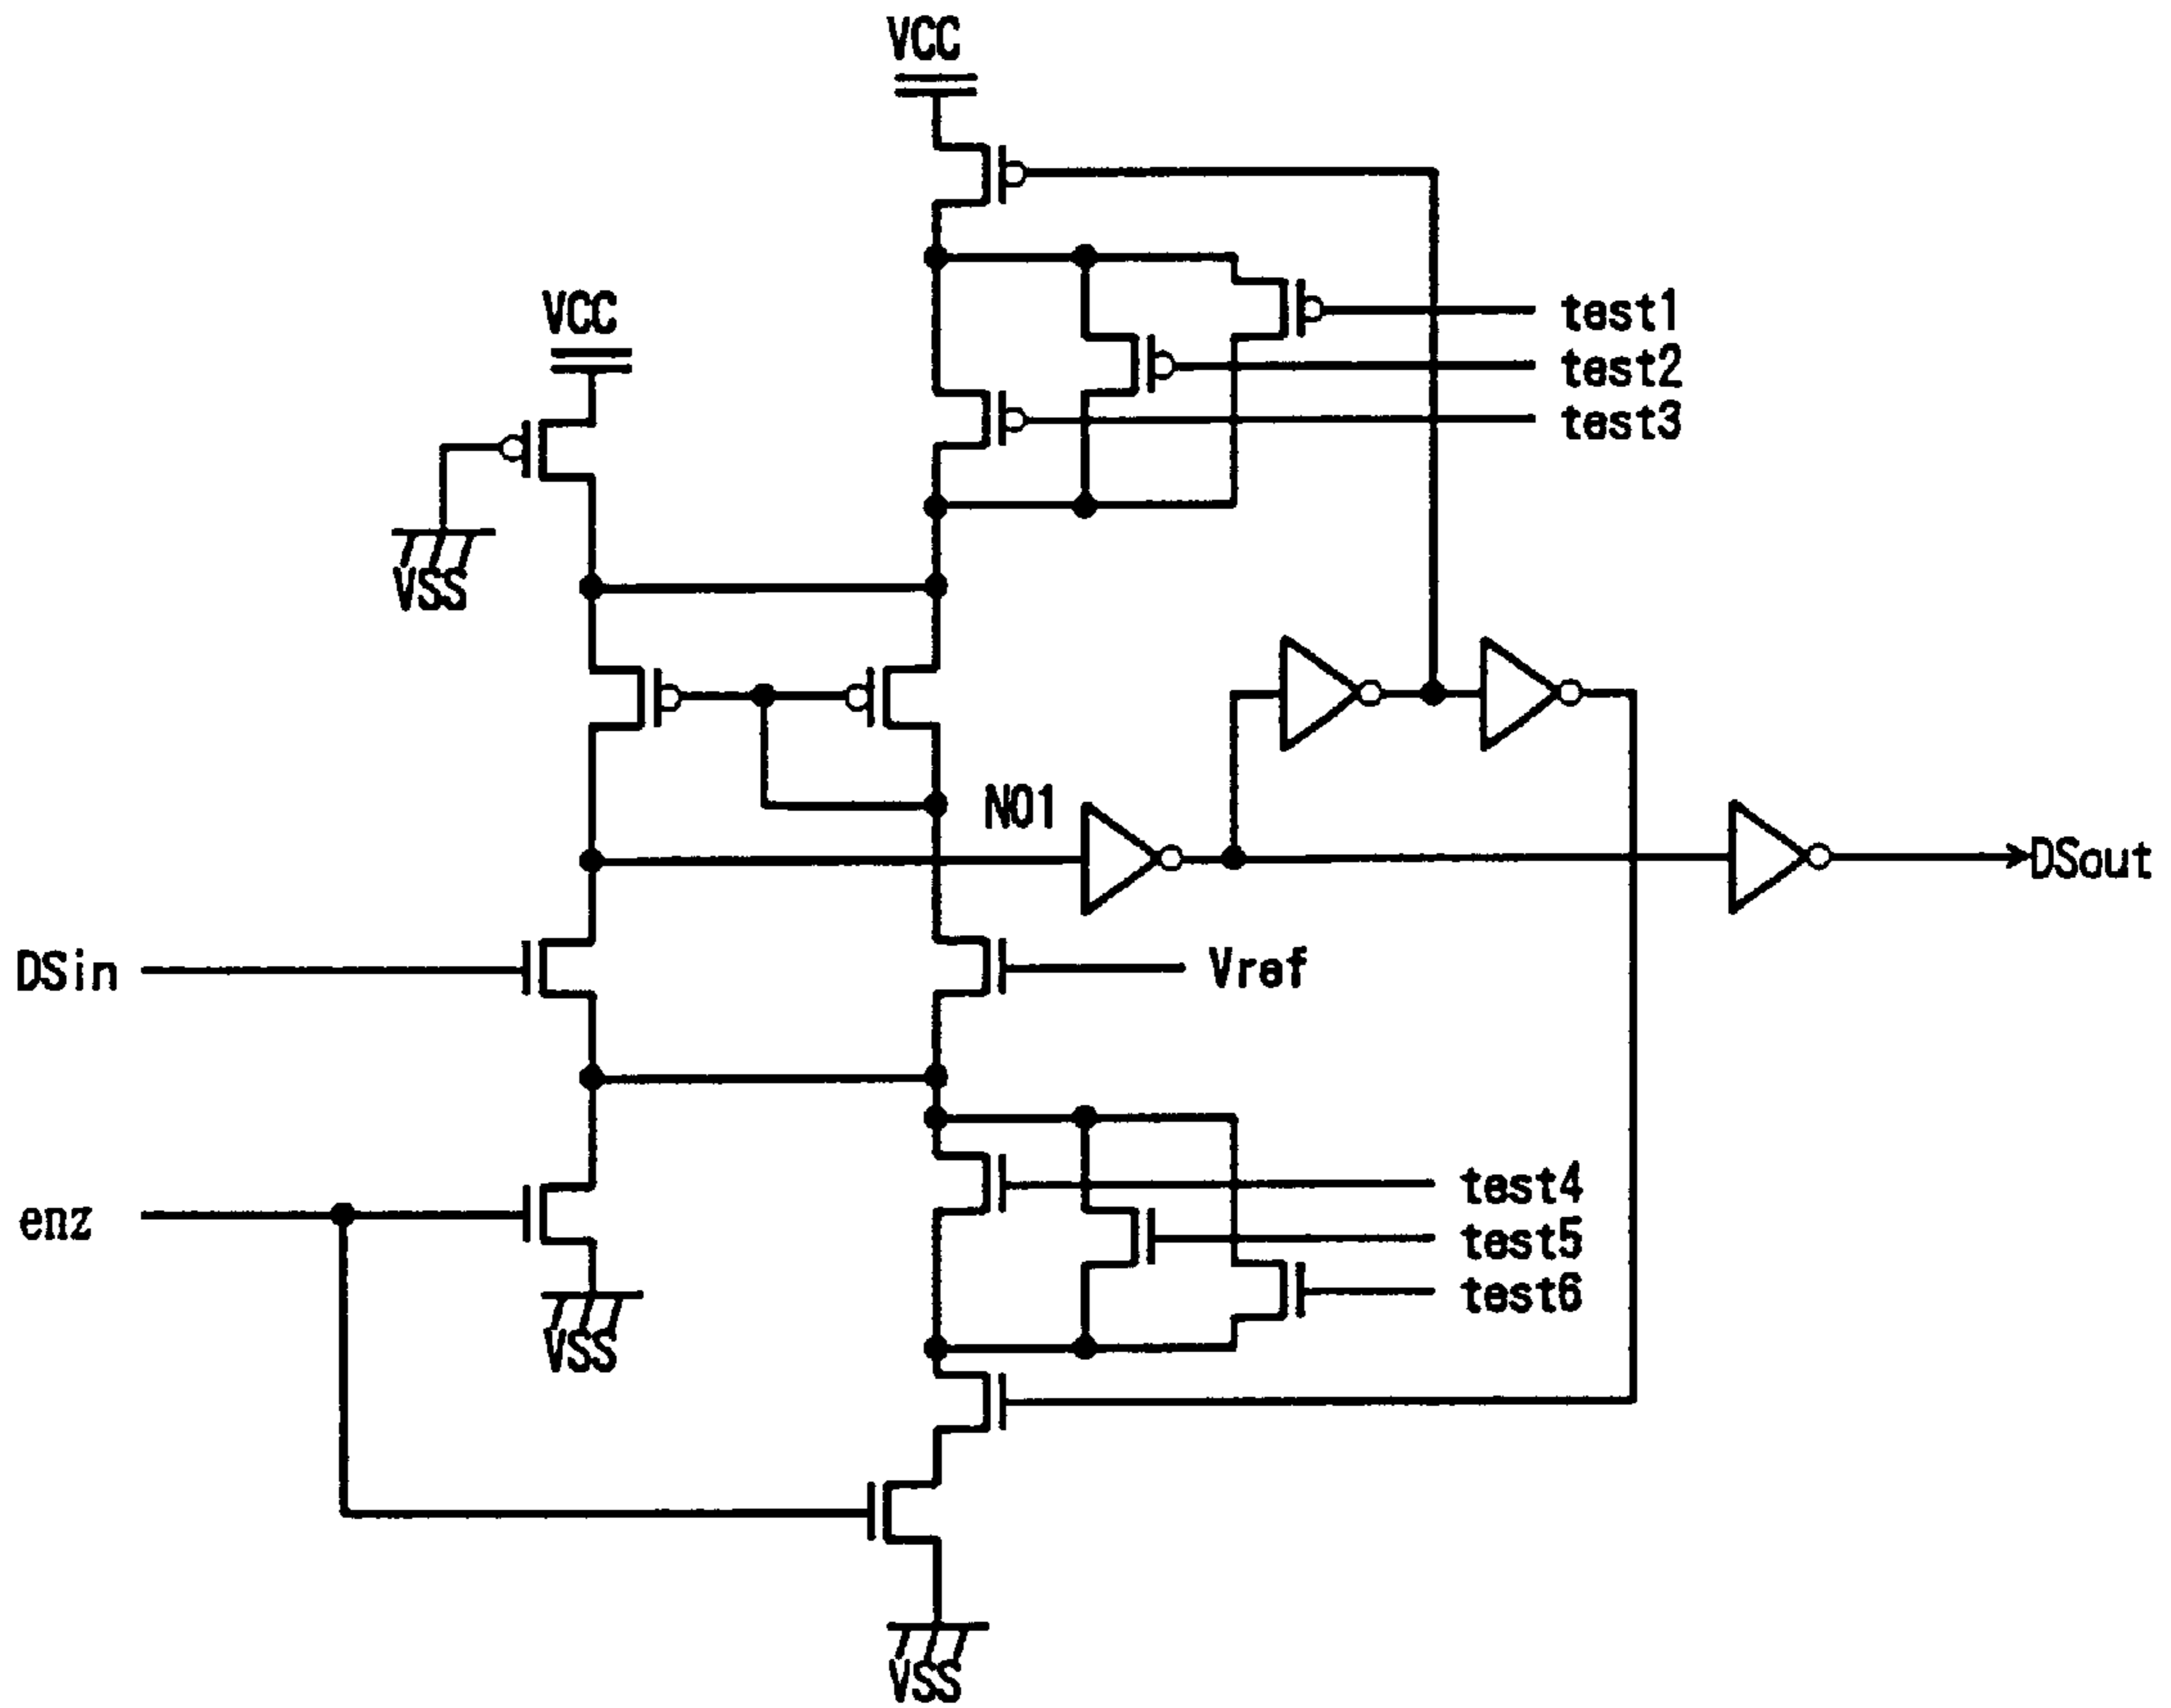 VCC
VCC
test1
test2
test3
VSS
N01
DSout
DSin
Vref
enz
test4
test5
test6
VSS
VSS